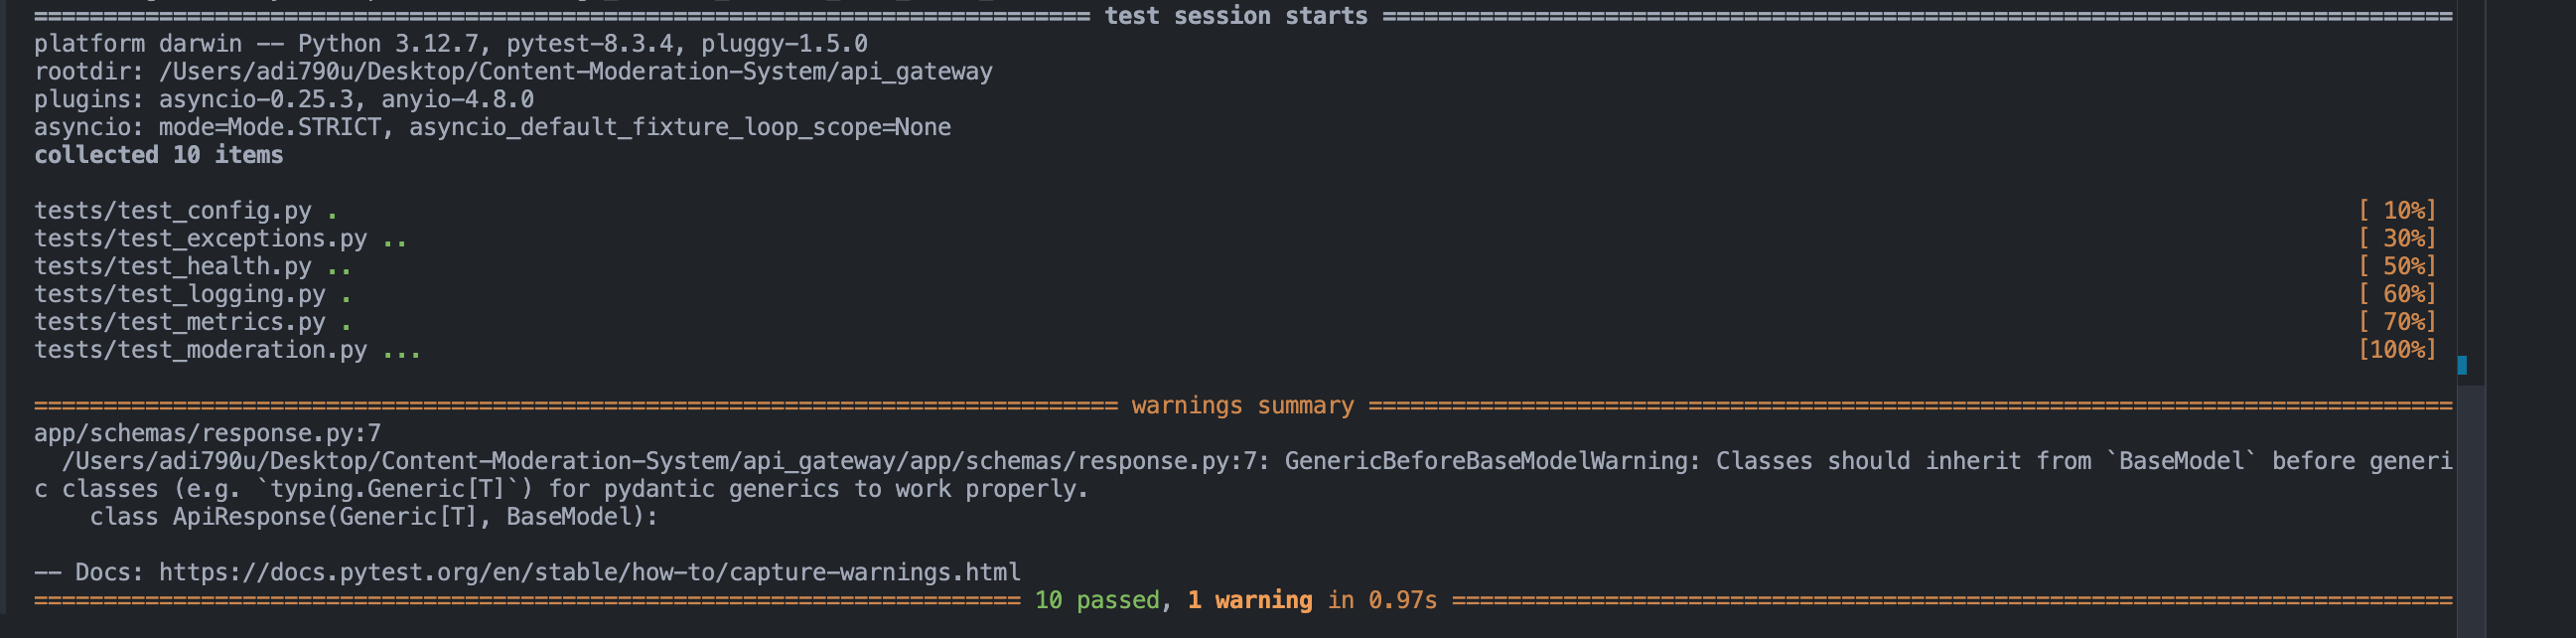 ============================================================================ test session starts =============================================================================
platform darwin -- Python 3.12.7, pytest-8.3.4, pluggy-1.5.0
rootdir: /Users/adi790u/Desktop/Content-Moderation-System/api_gateway
plugins: asyncio-0.25.3, anyio-4.8.0
asyncio: mode=Mode.STRICT, asyncio_default_fixture_loop_scope=None
collected 10 items
tests/test_config.py . [ 10%]
tests/test_exceptions.py .. [ 30%]
tests/test_health.py .. [ 50%]
tests/test_logging.py . [ 60%]
tests/test_metrics.py . [ 70%]
tests/test_moderation.py ... [100%]
============================================================================== warnings summary ==============================================================================
app/schemas/response.py:7
/Users/adi790u/Desktop/Content-Moderation-System/api_gateway/app/schemas/response.py:7: GenericBeforeBaseModelWarning: Classes should inherit from `BaseModel` before generi
c classes (e.g. `typing.Generic[T]`) for pydantic generics to work properly.
class ApiResponse(Generic[T], BaseModel):
-- Docs: https://docs.pytest.org/en/stable/how-to/capture-warnings.html
======================================================================= 10 passed, 1 warning in 0.97s ========================================================================